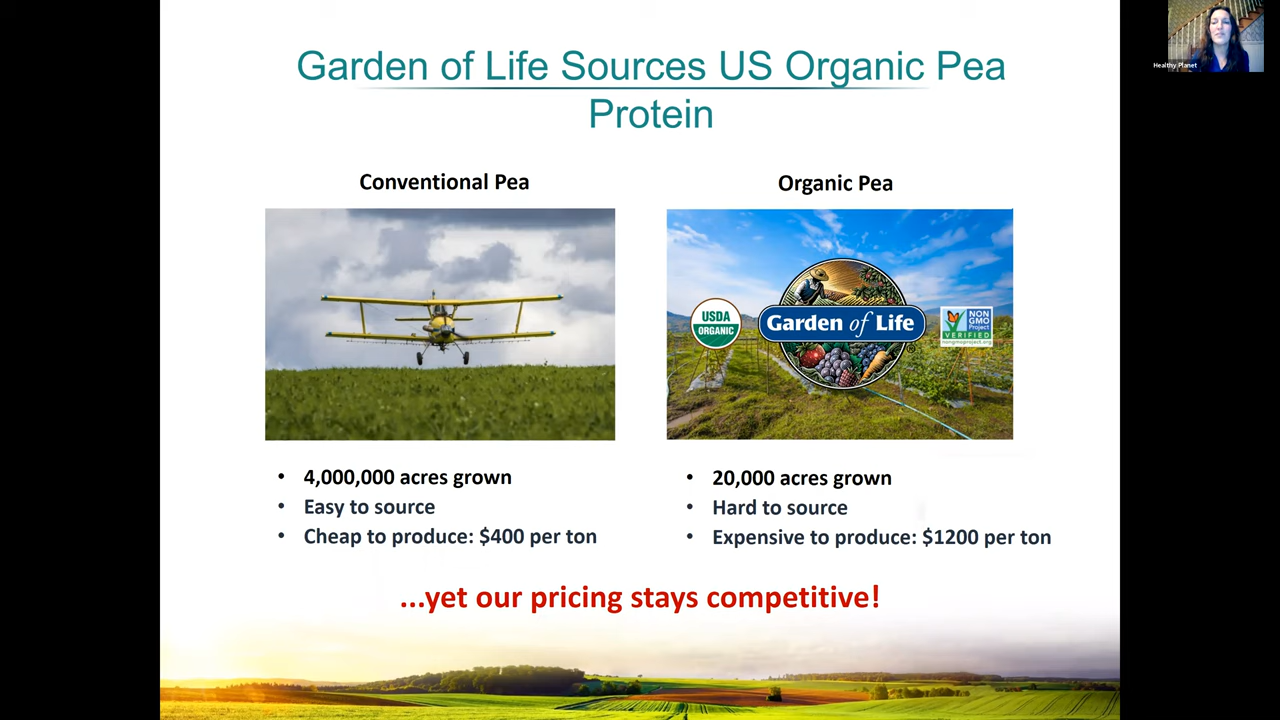 Garden of Life Sources US Organic Pea
Protein
Healthy Planet
Conventional Pea
Organic Pea
USDA
ORGANIC
Garden of Life
NON
GMO
Project
VERIFIED
nongmoproject.org
• 4,000,000 acres grown
• Easy to source
• Cheap to produce: $400 per ton
• 20,000 acres grown
• Hard to source
• Expensive to produce: $1200 per ton
...yet our pricing stays competitive!